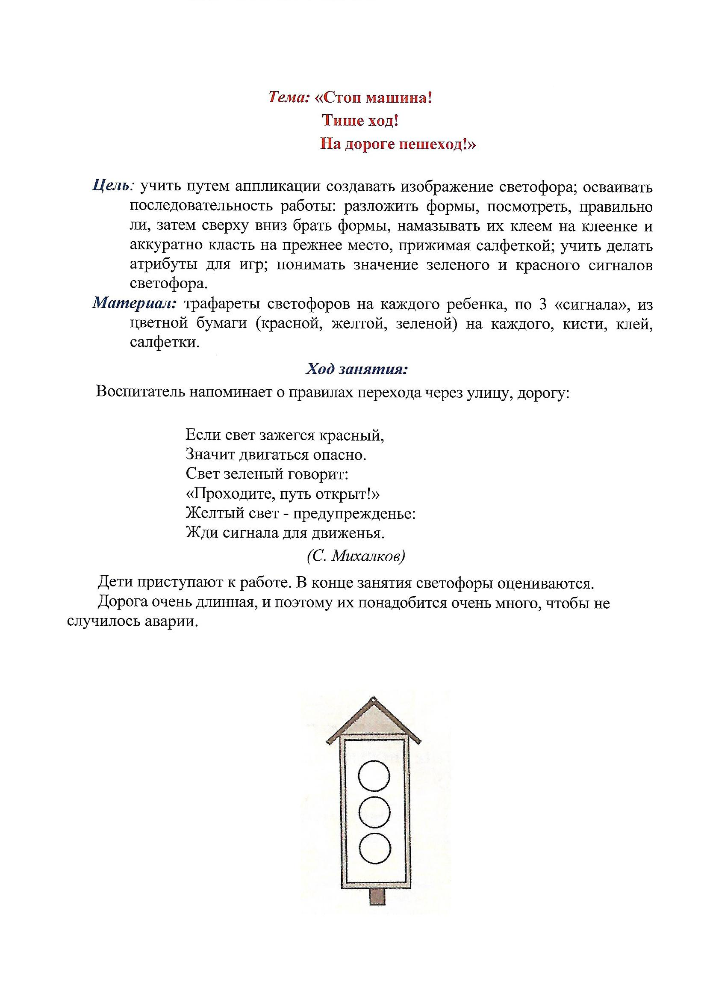 Тема: «Стоп машина!
Тише ход!
На дороге пешеход!»
Цель: учить путем аппликации создавать изображение светофора; осваивать
последовательность работы: разложить формы, посмотреть, правильно
ли, затем сверху вниз брать формы, намазывать их клеем на клеенке и
аккуратно класть на прежнее место, прижимая салфеткой; учить делать
атрибуты для игр; понимать значение зеленого и красного сигналов
светофора.
Материал: трафареты светофоров на каждого ребенка, по 3 «сигнала», из
цветной бумаги (красной, желтой, зеленой) на каждого, кисти, клей,
салфетки.
Ход занятия:
Воспитатель напоминает о правилах перехода через улицу, дорогу:
Если свет зажегся красный,
Значит двигаться опасно.
Свет зеленый говорит:
«Проходите, путь открыт!»
Желтый свет - предупрежденье:
Жди сигнала для движенья.
(С. Михалков)
Дети приступают к работе. В конце занятия светофоры оцениваются.
Дорога очень длинная, и поэтому их понадобится очень много, чтобы не
случилось аварии.